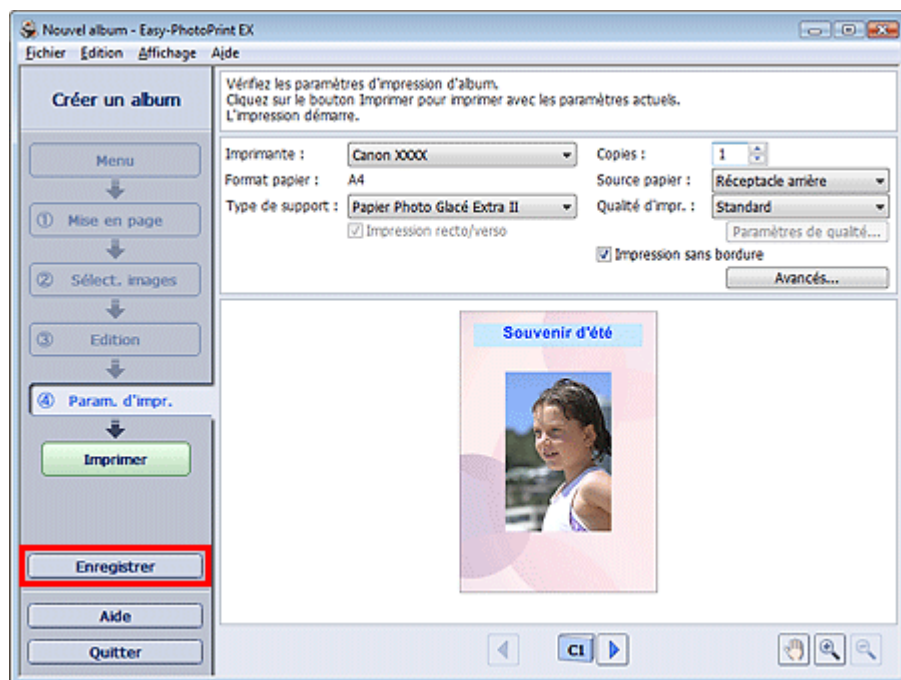 Nouvel album - Easy-PhotoPrint EX
Fichier Édition Affichage Aide
Créer un album
Vérifiez les paramètres d'impression d'album.
Cliquez sur le bouton Imprimer pour imprimer avec les paramètres actuels.
L'impression démarre.
Menu
① Mise en page
② Sélect. images
③ Edition
④ Param. d'impr.
Imprimer
Enregistrer
Aide
Quitter
Imprimante : Canon XXXX Copies : 1
Format papier : A4 Source papier : Réceptacle arrière
Type de support : Papier Photo Glacé Extra II Qualité d'impr. : Standard
Impression recto/verso Paramètres de qualité...
Impression sans bordure
Avancés...
Souvenir d'été
C1